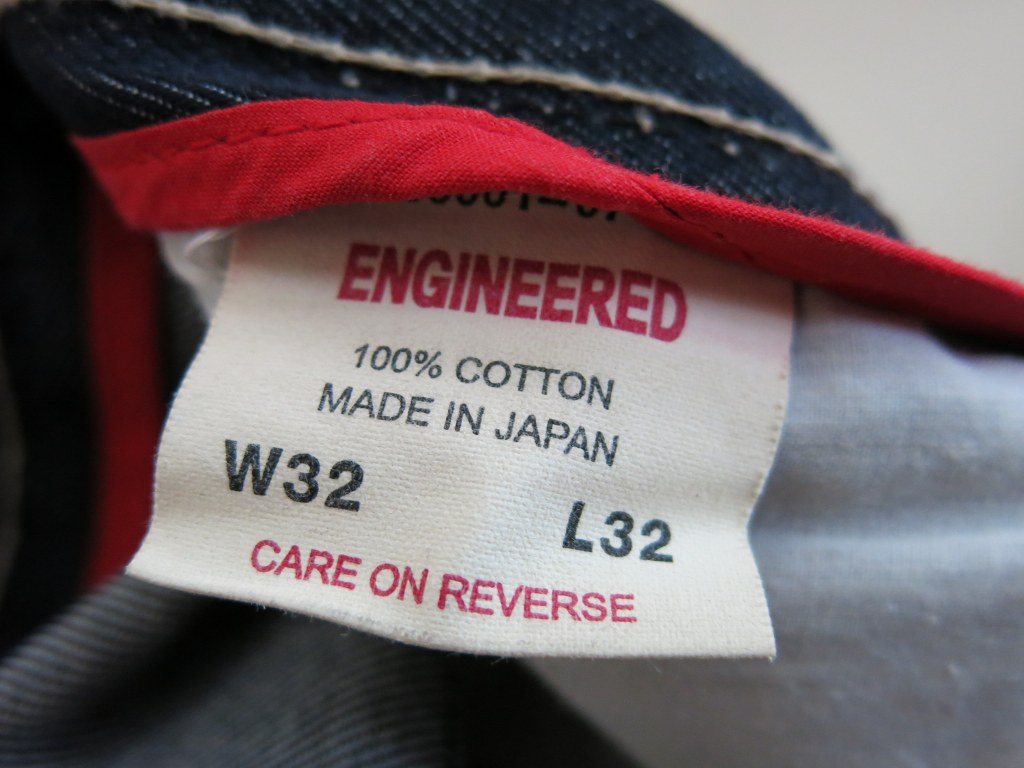 ENGINEERED
100% COTTON
MADE IN JAPAN
W32
L32
CARE ON REVERSE